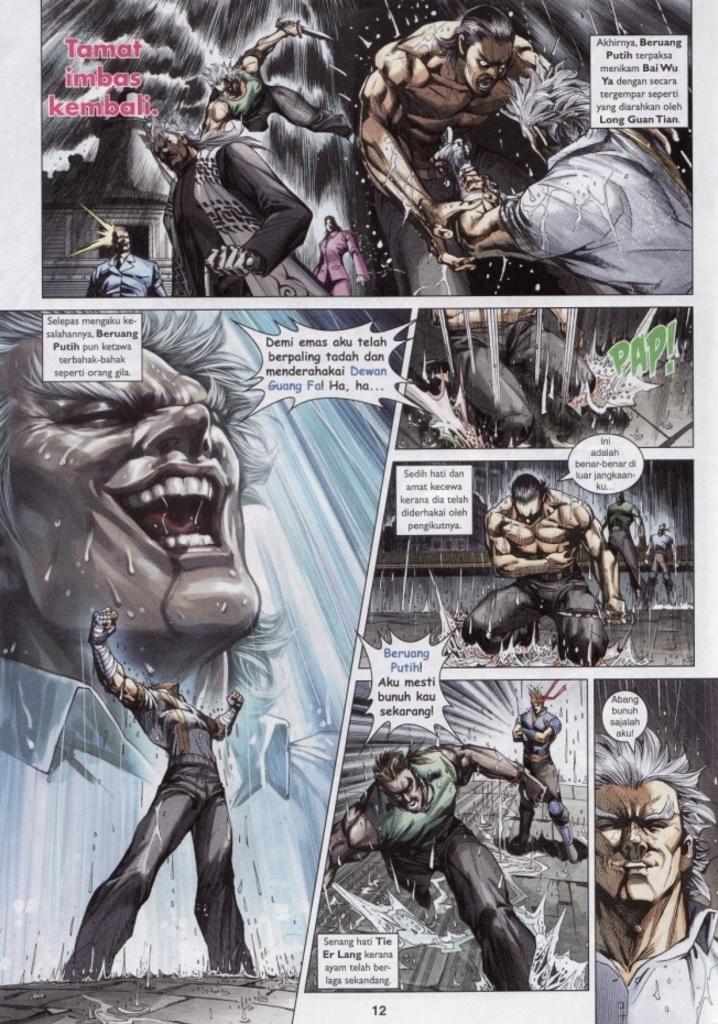 Tamat
imbas
kembali.
Akhirnya, Beruang
Putih terpaksa
menikam Bai Wu
Ya dengan secara
tergempar seperti
yang diarahkan oleh
Long Guan Tian.
Selepas mengaku ke-
salahannya, Beruang
Putih pun ketawa
terbahak-bahak
seperti orang gila.
Demi emas aku telah
berpaling tadah dan
menderahakai Dewan
Guang Fa! Ha, ha...
PAP!
Ini
adalah
benar-benar di
luar jangkaan-
ku...
Sedih hati dan
amat kecewa
kerana dia telah
diderhakai oleh
pengikutnya.
Beruang
Putih!
Aku mesti
bunuh kau
sekarang!
Abang
bunuh
sajalah
aku!
Senang hati Tie
Er Lang kerana
ayam telah ber-
laga sekandang.
12